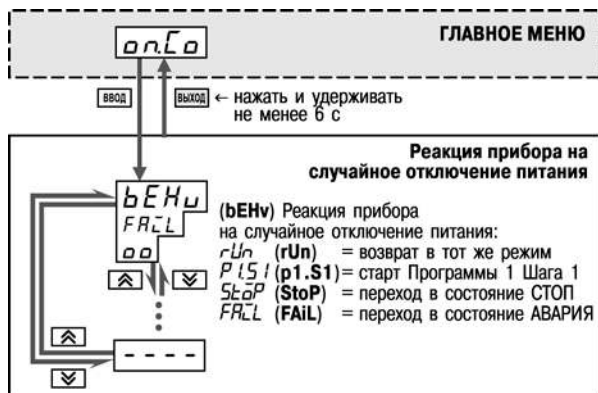 ГЛАВНОЕ МЕНЮ
on.Co
ВВОД
ВЫХОД ← нажать и удерживать
не менее 6 с
Реакция прибора на
случайное отключение питания
bEHu
FAIL
oo
(bEHv) Реакция прибора
на случайное отключение питания:
rUn (rUn) = возврат в тот же режим
P1.S1 (p1.S1) = старт Программы 1 Шага 1
StoP (StoP) = переход в состояние СТОП
FAIL (FAiL) = переход в состояние АВАРИЯ
- - - -